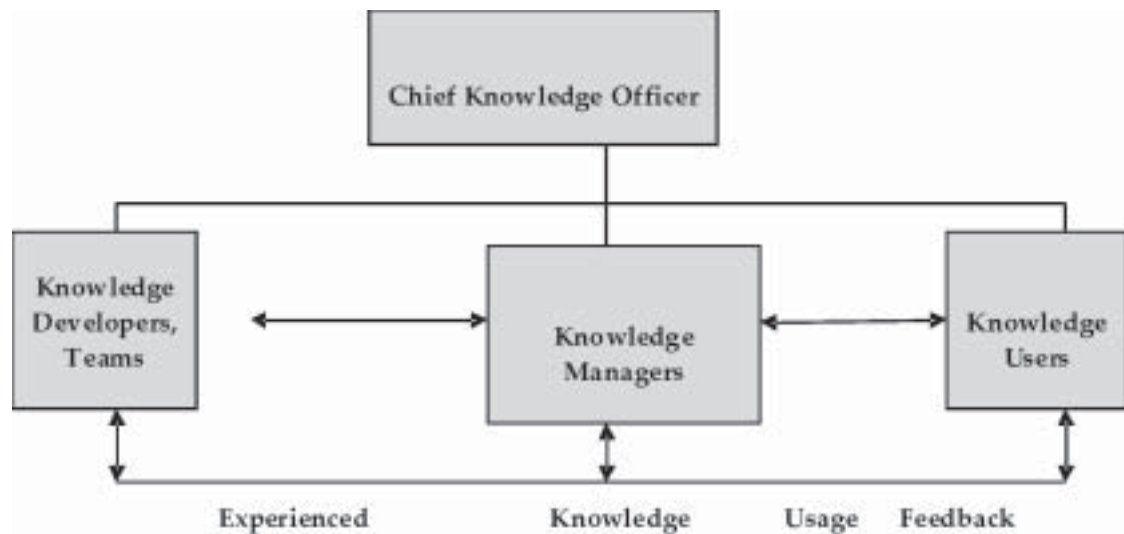 Chief Knowledge Officer
Knowledge
Developers,
Teams
Knowledge
Managers
Knowledge
Users
Experienced Knowledge Usage Feedback